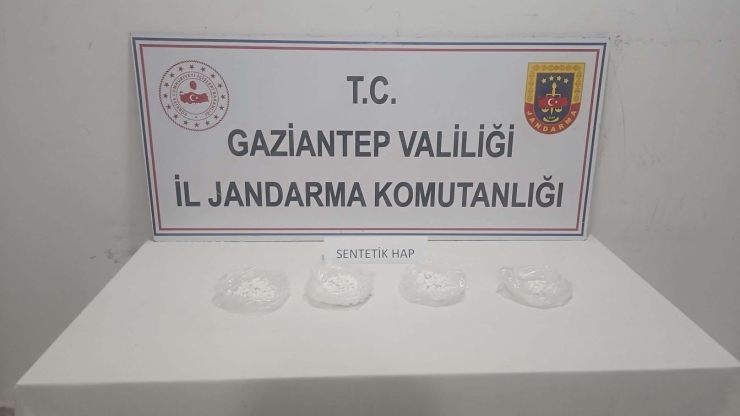 T.C.
GAZİANTEP VALİLİĞİ
İL JANDARMA KOMUTANLIĞI
JANDARMA
SENTETİK HAP